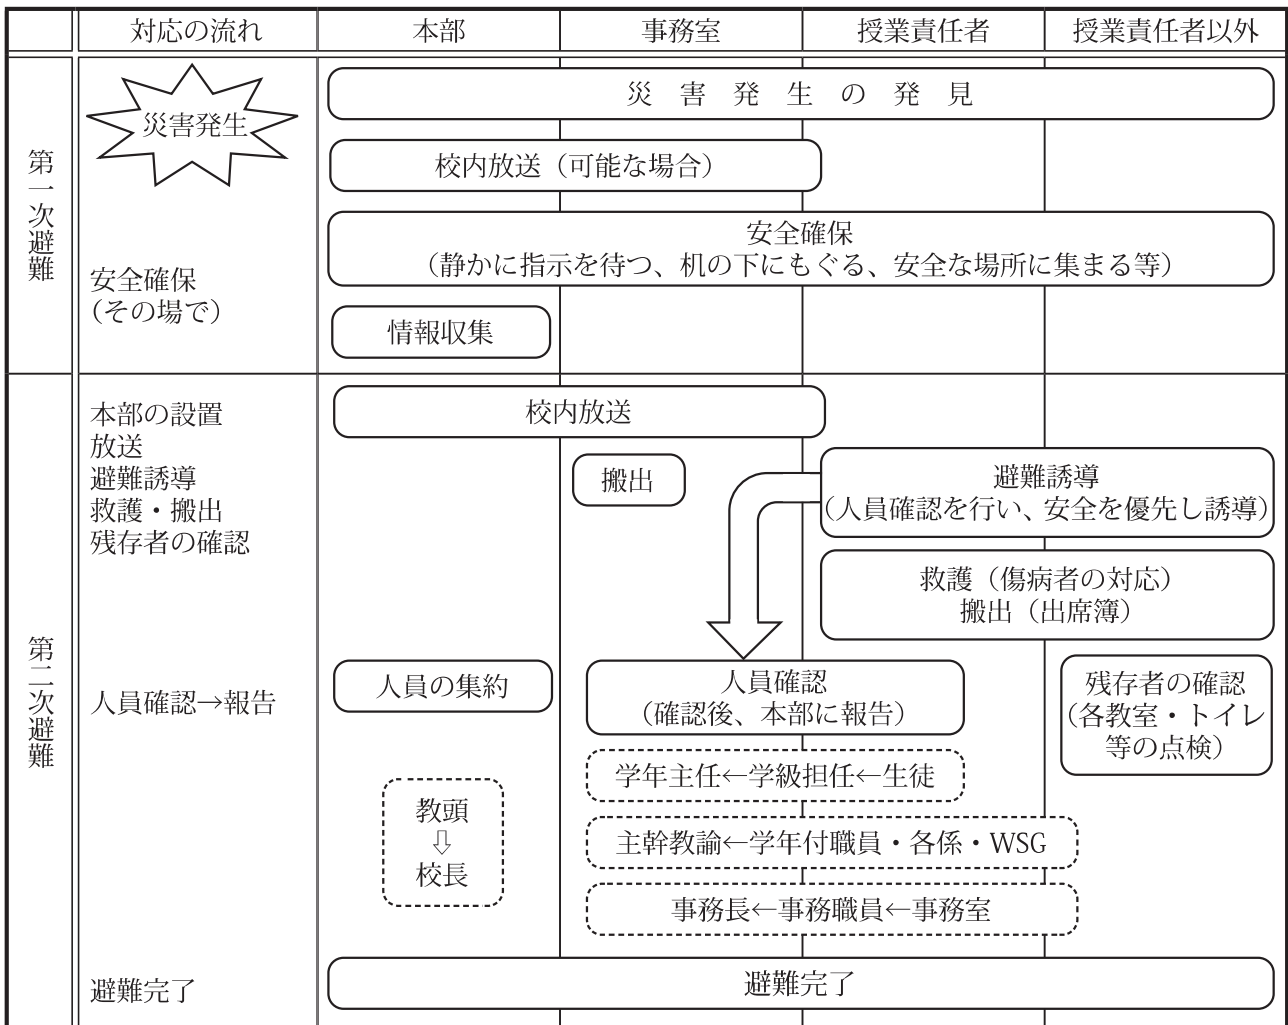 対応の流れ
本部
事務室
授業責任者
授業責任者以外
第一次避難
災害発生
安全確保
（その場で）
災害発生の発見
校内放送（可能な場合）
安全確保
（静かに指示を待つ、机の下にもぐる、安全な場所に集まる等）
情報収集
第二次避難
本部の設置
放送
避難誘導
救護・搬出
残存者の確認
人員確認→報告
避難完了
校内放送
搬出
避難誘導
（人員確認を行い、安全を優先し誘導）
救護（傷病者の対応）
搬出（出席簿）
人員の集約
人員確認
（確認後、本部に報告）
残存者の確認
（各教室・トイレ
等の点検）
学年主任←学級担任←生徒
教頭
⇩
校長
主幹教諭←学年付職員・各係・WSG
事務長←事務職員←事務室
避難完了